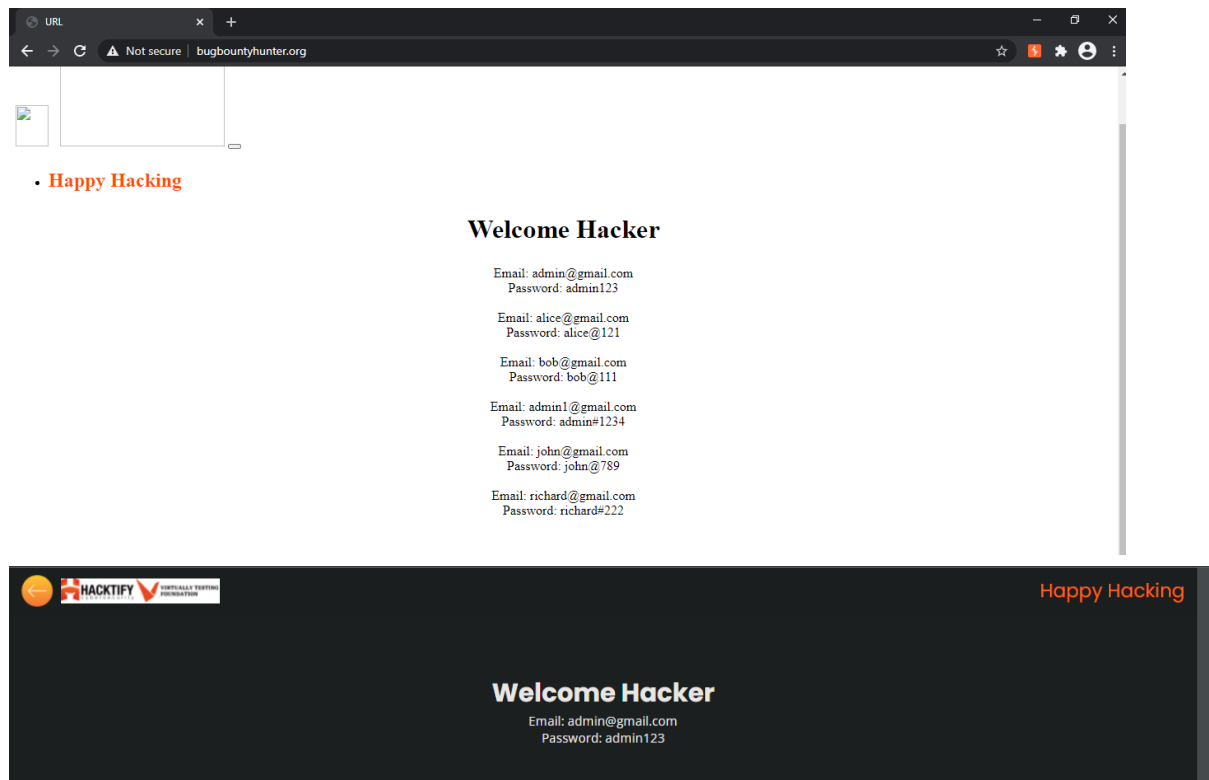 URL
Not secure | bugbountyhunter.org
Happy Hacking
Welcome Hacker
Email: admin@gmail.com
Password: admin123
Email: alice@gmail.com
Password: alice@121
Email: bob@gmail.com
Password: bob@111
Email: admin1@gmail.com
Password: admin#1234
Email: john@gmail.com
Password: john@789
Email: richard@gmail.com
Password: richard#222
HACKTIFY
VIRTUALLY TESTING
FOUNDATION
Happy Hacking
Welcome Hacker
Email: admin@gmail.com
Password: admin123